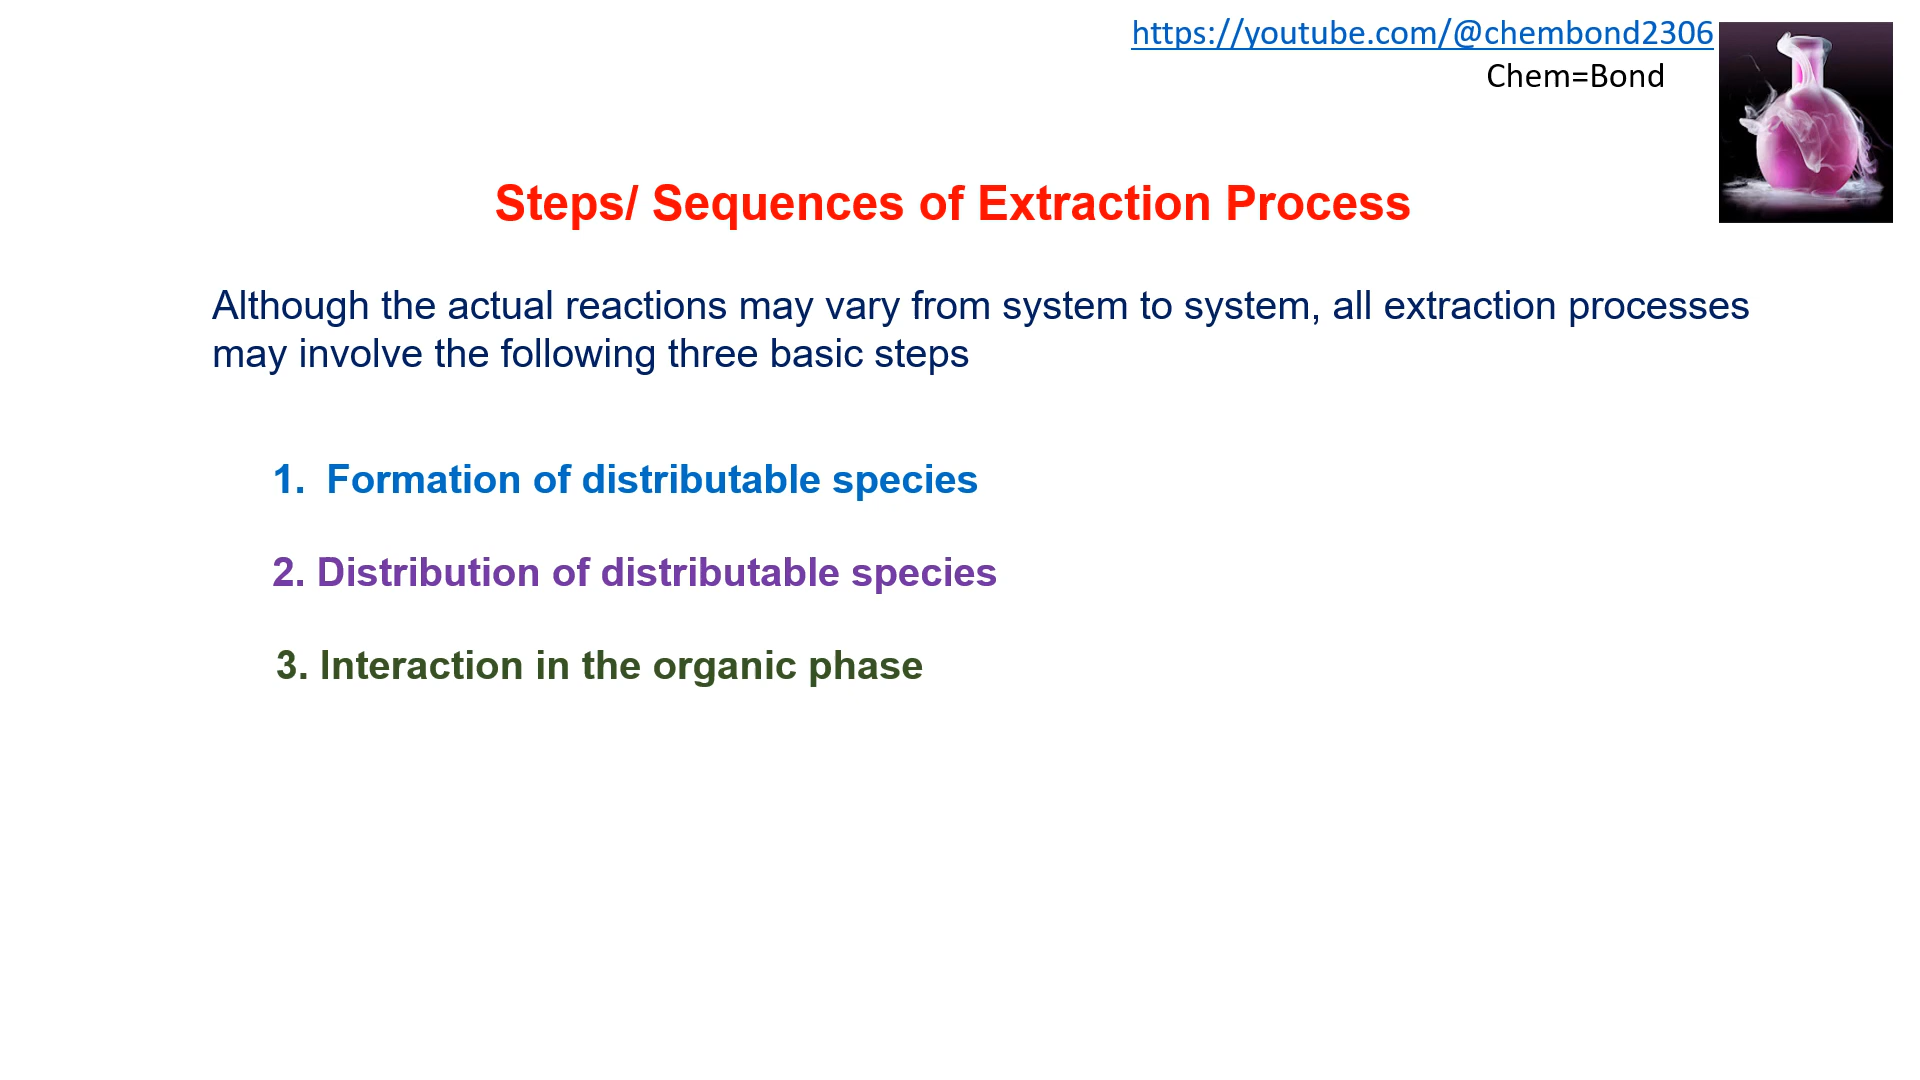 https://youtube.com/@chembond2306
Chem=Bond
Steps/ Sequences of Extraction Process
Although the actual reactions may vary from system to system, all extraction processes
may involve the following three basic steps
1. Formation of distributable species
2. Distribution of distributable species
3. Interaction in the organic phase